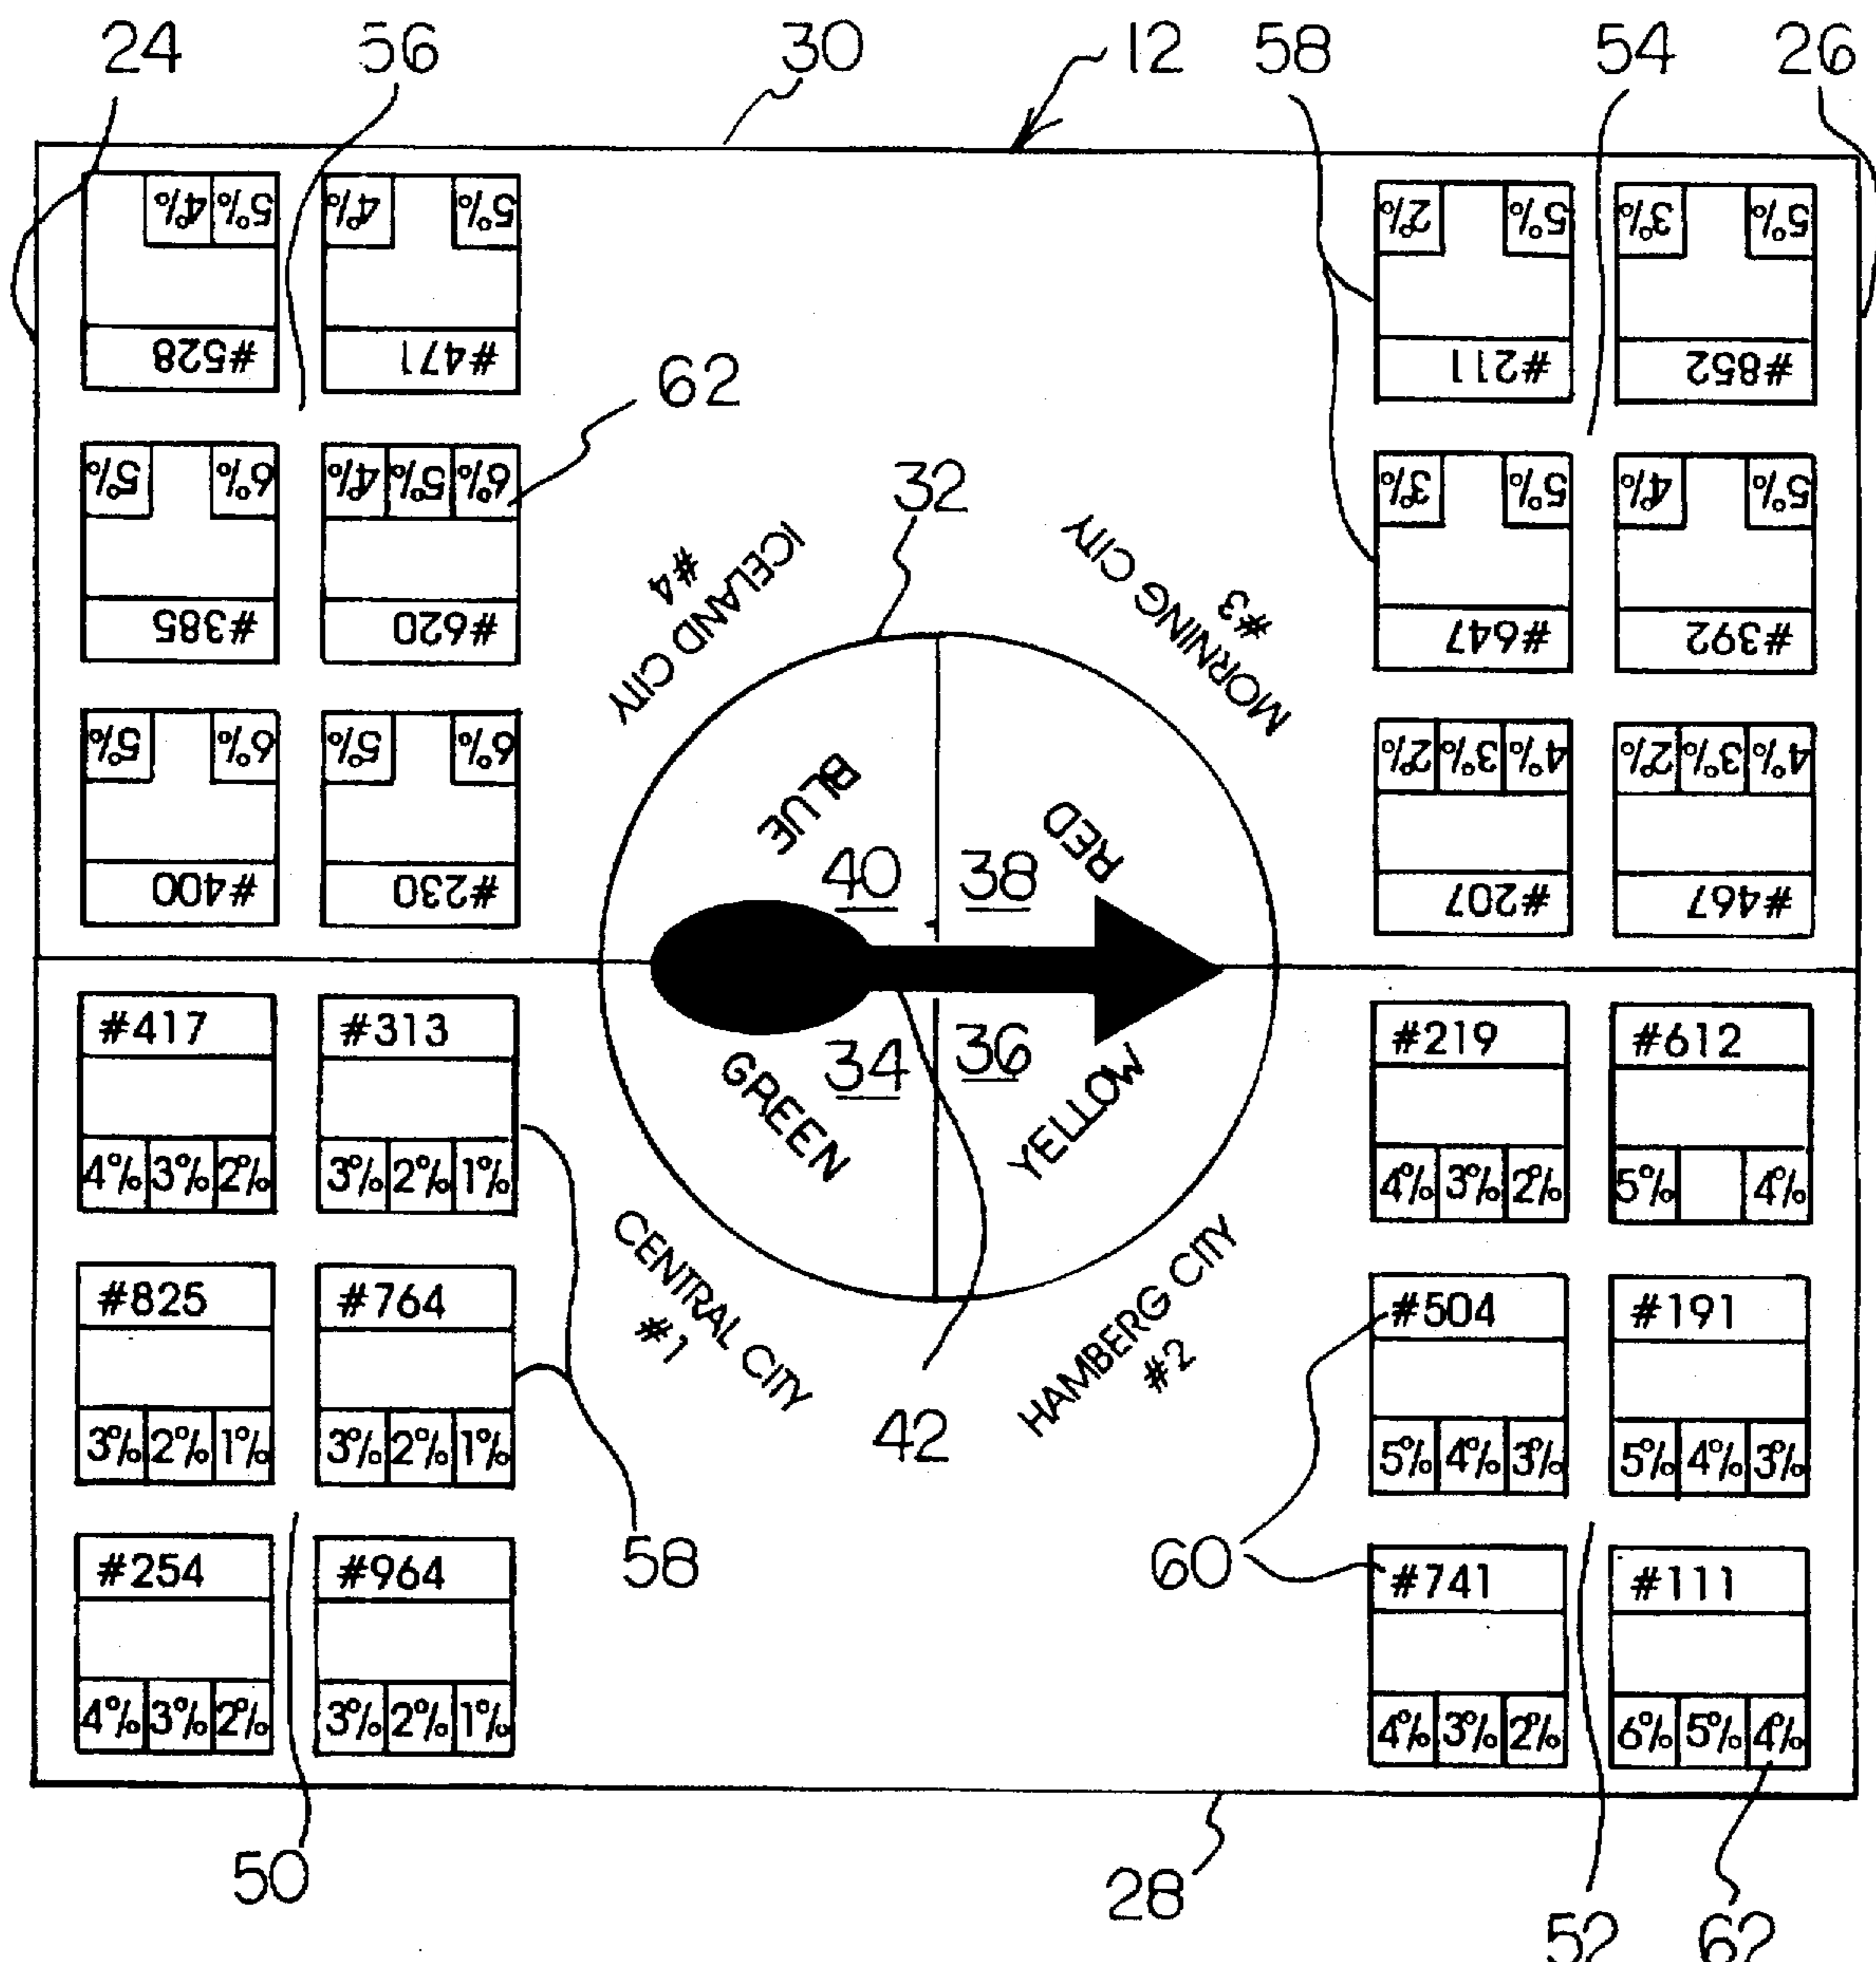 24 56 30 12 58 54 26
4% 5% 4% 5% 2% 5% 3% 5%
#528 #471 #211 #852
62
5% 6% 4% 5% 6% 3% 5% 4% 5%
32
#385 #620 #647 #392
ICELAND CITY
#4
MORNING CITY
#3
5% 6% 5% 6% 2% 3% 4% 2% 3% 4%
#400 #230 #207 #467
BLUE
RED
40 38
34 36
GREEN
YELLOW
#417 #313 #219 #612
4% 3% 2% 3% 2% 1% 4% 3% 2% 5% 4%
CENTRAL CITY
#1
HAMBERG CITY
#2
#825 #764 #504 #191
42
3% 2% 1% 3% 2% 1% 5% 4% 3% 5% 4% 3%
58 60
#254 #964 #741 #111
4% 3% 2% 3% 2% 1% 4% 3% 2% 6% 5% 4%
50 28 52 62